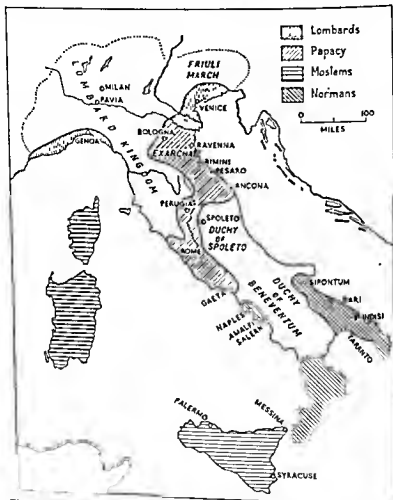 Lombards
Papacy
Moslems
Normans
0 100
MILES
FRIULI
MARCH
VENICE
LOMBARD KINGDOM
MILAN
PAVIA
GENOA
BOLOGNA
RAVENNA
EXARCHATE
RIMINI
PESARO
ANCONA
PERUGIA
SPOLETO
DUCHY
OF
SPOLETO
ROME
GAETA
DUCHY
OF
BENEVENTUM
NAPLES
AMALFI
SIPONTUM
BARI
TARANTO
PALERMO
MESSINA
SYRACUSE